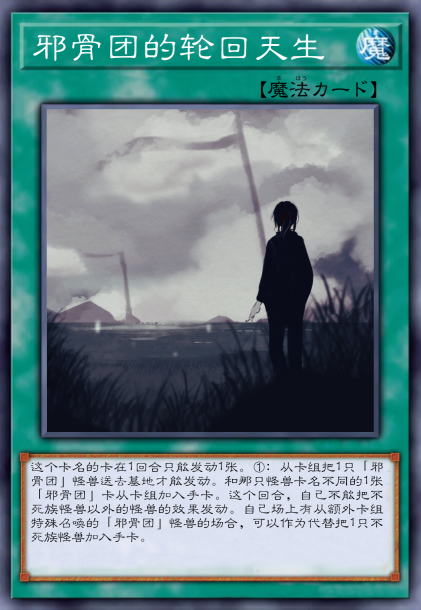 邪骨团的轮回天生
魔
【魔法カード】
这个卡名的卡在1回合只能发动1张。①：从卡组把1只「邪
骨团」怪兽送去墓地才能发动。和那只怪兽卡名不同的1张
「邪骨团」卡从卡组加入手卡。这个回合，自己不能把不
死族怪兽以外的怪兽的效果发动。自己场上有从额外卡组
特殊召唤的「邪骨团」怪兽的场合，可以作为代替把1只不
死族怪兽加入手卡。